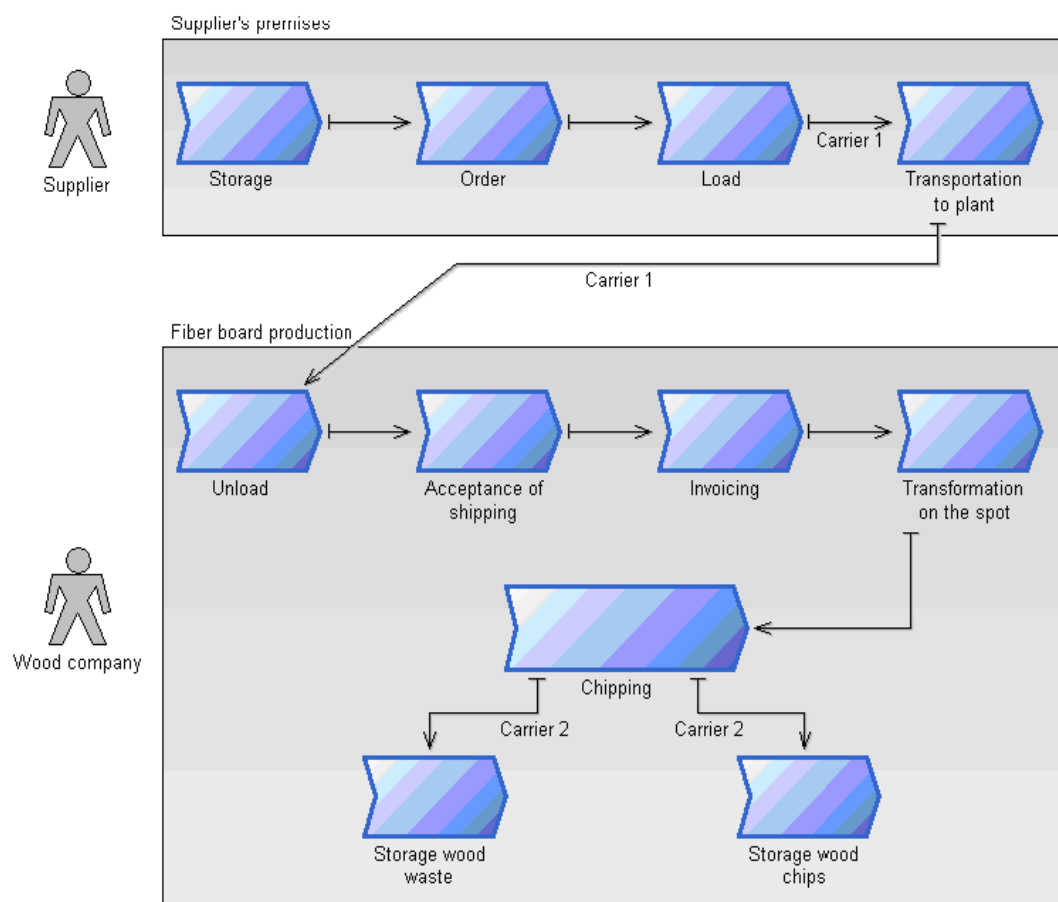 Supplier's premises
Supplier
Storage
Order
Load
Carrier 1
Transportation
to plant
Carrier 1
Fiber board production
Unload
Acceptance of
shipping
Invoicing
Transformation
on the spot
Wood company
Chipping
Carrier 2
Carrier 2
Storage wood
waste
Storage wood
chips